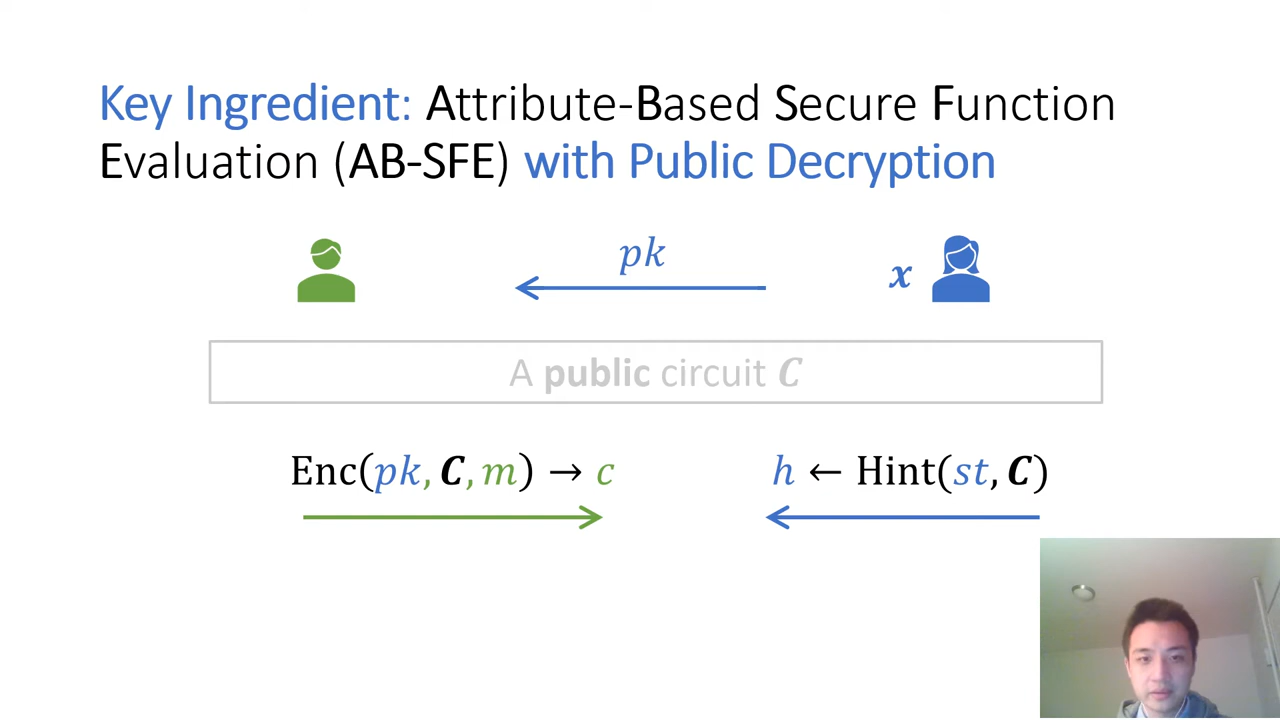 Key Ingredient: Attribute-Based Secure Function
Evaluation (AB-SFE) with Public Decryption
pk
x
A public circuit C
Enc(pk, C, m) → c
h ← Hint(st, C)